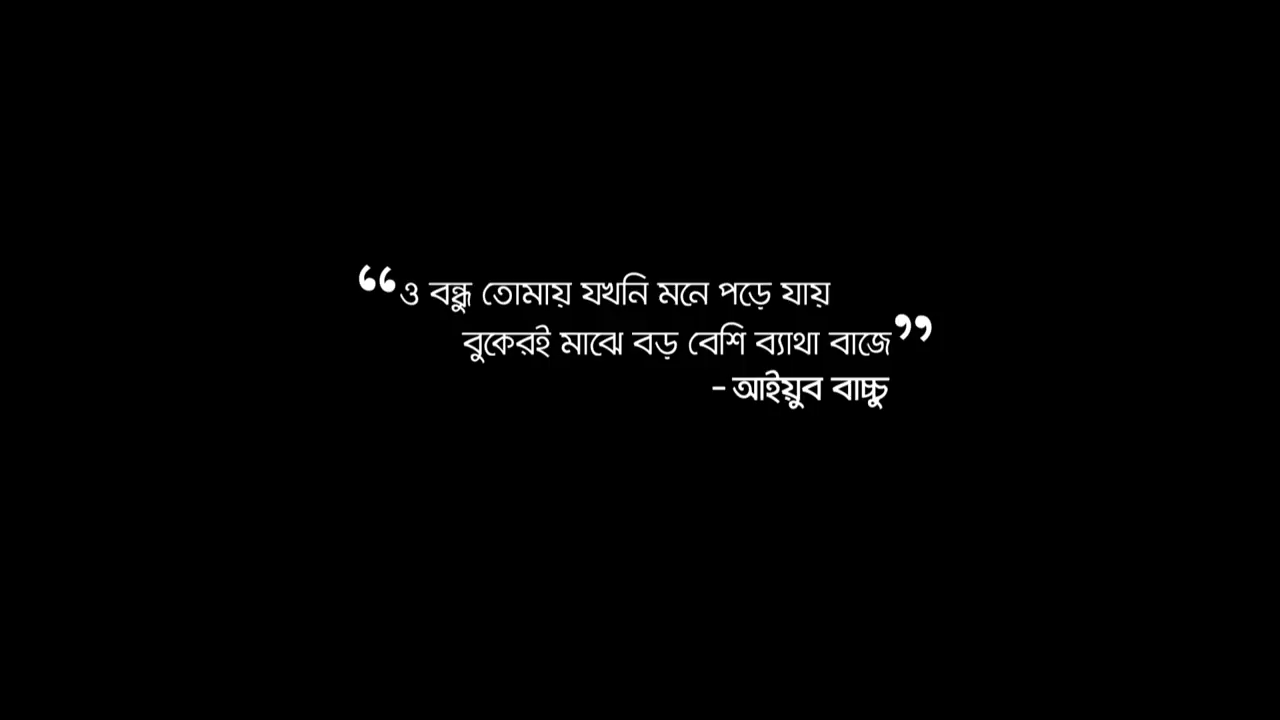 “ও বন্ধু তোমায় যখনি মনে পড়ে যায়
বুকেরই মাঝে বড় বেশি ব্যাথা বাজে”
- আইয়ুব বাচ্চু